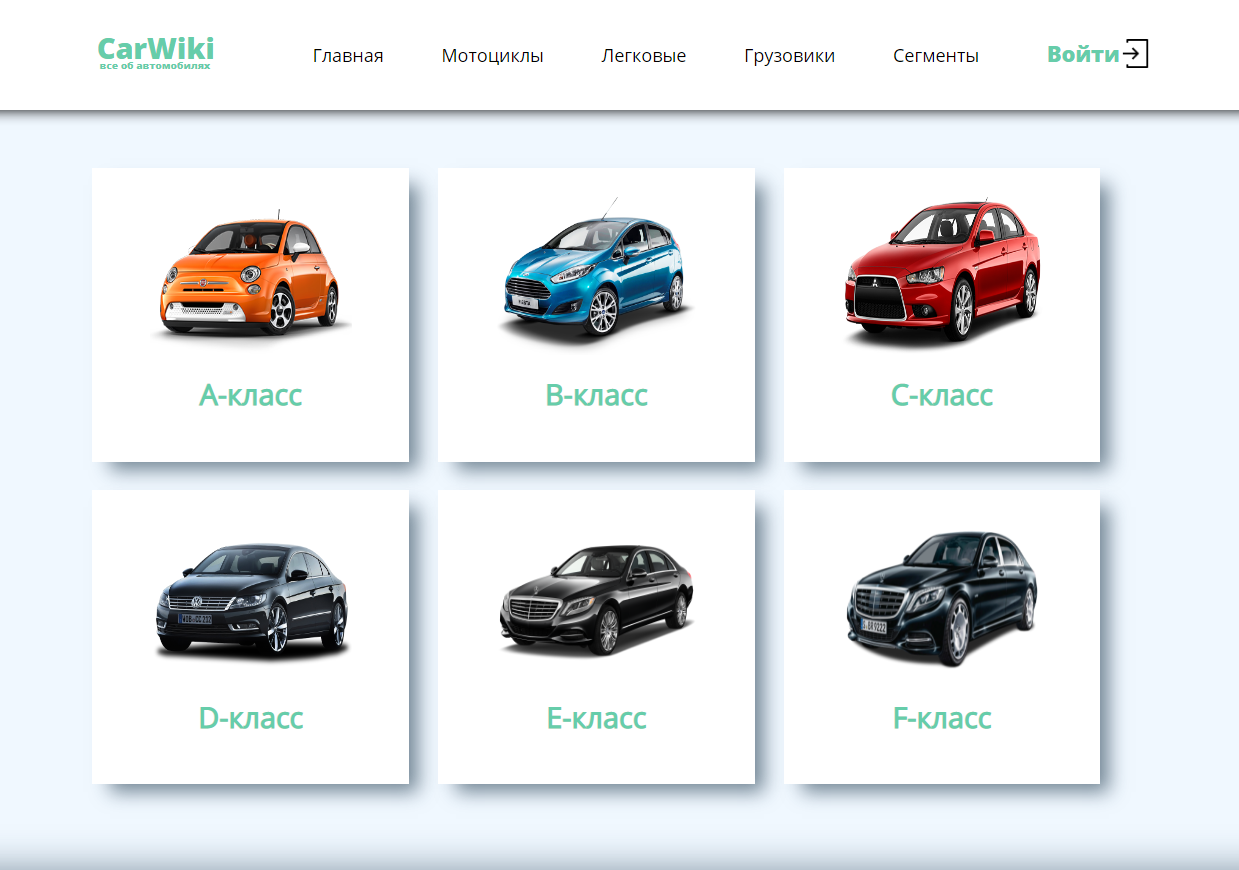 CarWiki
все об автомобилях
Главная Мотоциклы Легковые Грузовики Сегменты Войти
A-класс B-класс C-класс
D-класс E-класс F-класс